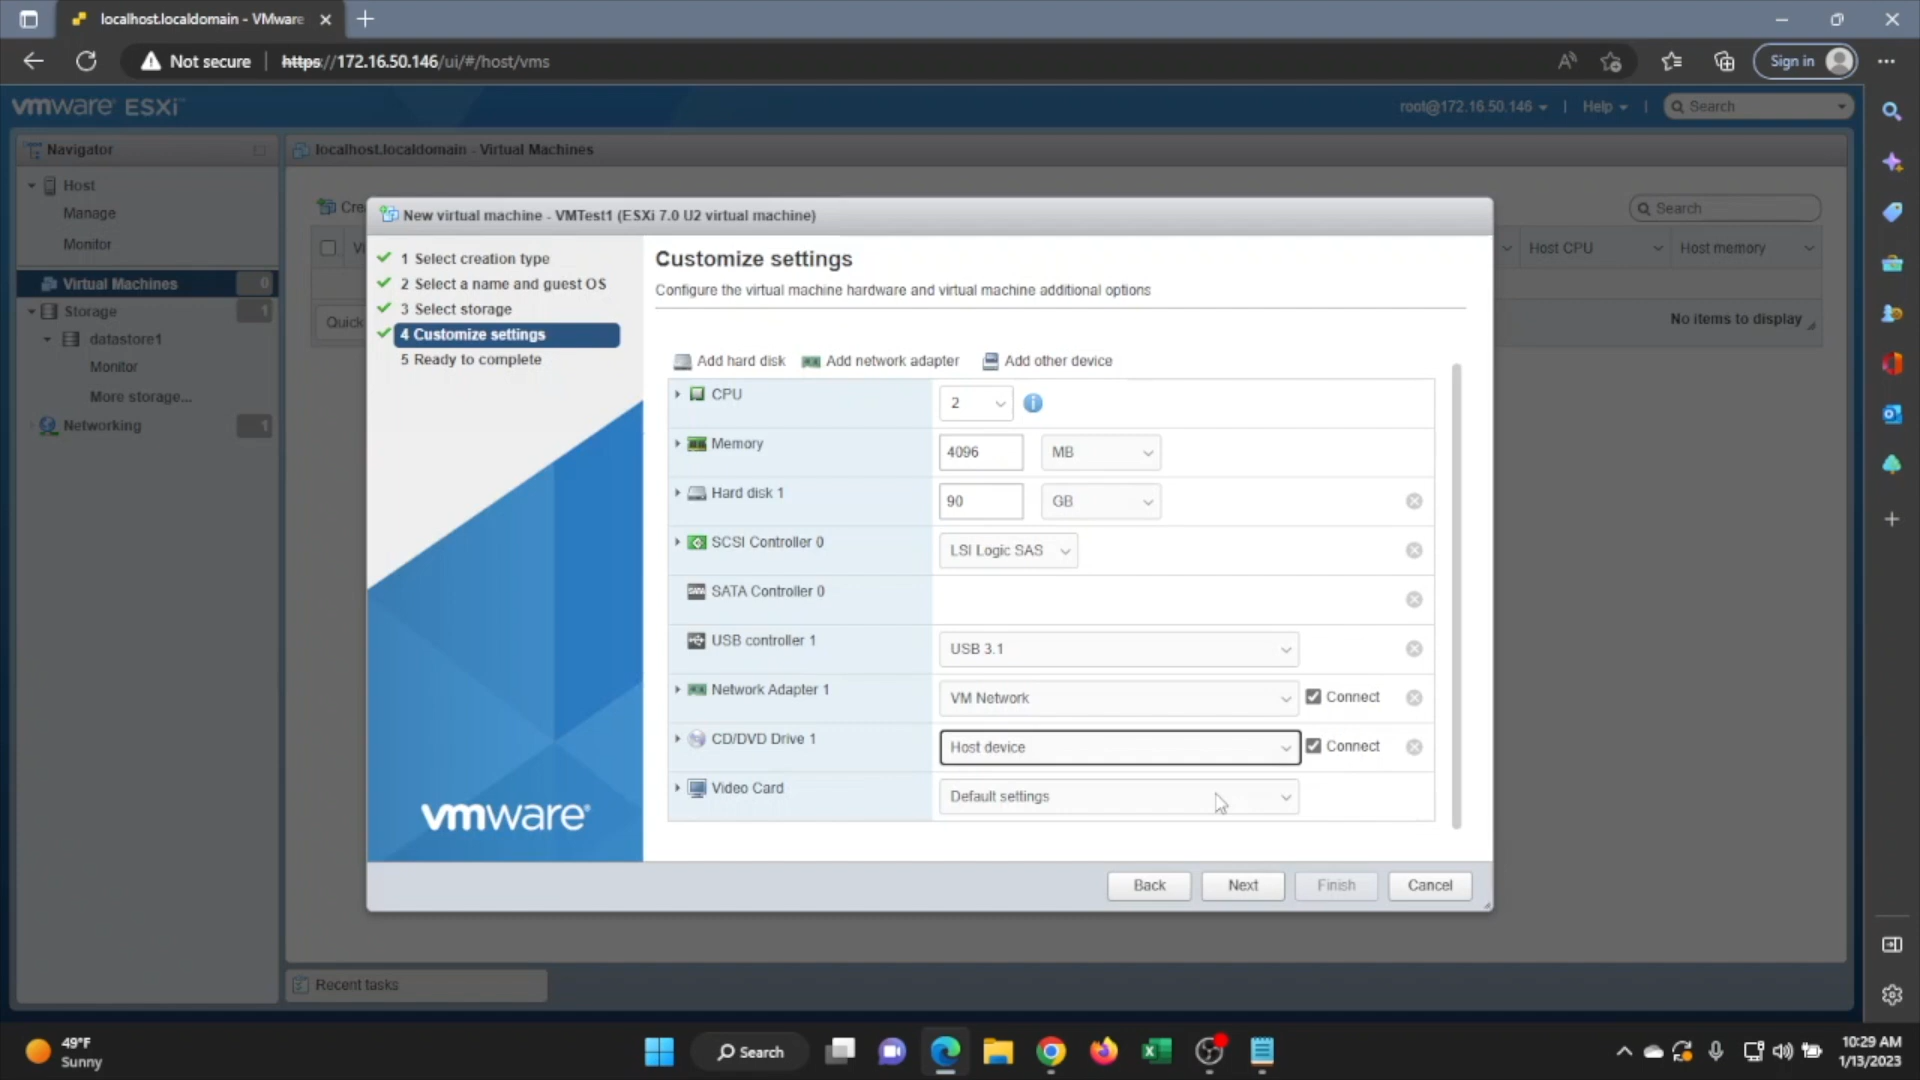 localhost.localdomain - VMware
Not secure
https://172.16.50.146/ui/#/host/vms
Sign in
vmware ESXi
root@172.16.50.146
Help
Search
Navigator
Host
Manage
Monitor
Virtual Machines
0
Storage
1
datastore1
Monitor
More storage...
Networking
1
localhost.localdomain - Virtual Machines
Search
Host CPU
Host memory
Quick
No items to display
New virtual machine - VMTest1 (ESXi 7.0 U2 virtual machine)
1 Select creation type
2 Select a name and guest OS
3 Select storage
4 Customize settings
5 Ready to complete
vmware
Customize settings
Configure the virtual machine hardware and virtual machine additional options
Add hard disk
Add network adapter
Add other device
CPU
2
Memory
4096
MB
Hard disk 1
90
GB
SCSI Controller 0
LSI Logic SAS
SATA Controller 0
USB controller 1
USB 3.1
Network Adapter 1
VM Network
Connect
CD/DVD Drive 1
Host device
Connect
Video Card
Default settings
Back
Next
Finish
Cancel
Recent tasks
49°F
Sunny
Search
10:29 AM
1/13/2023